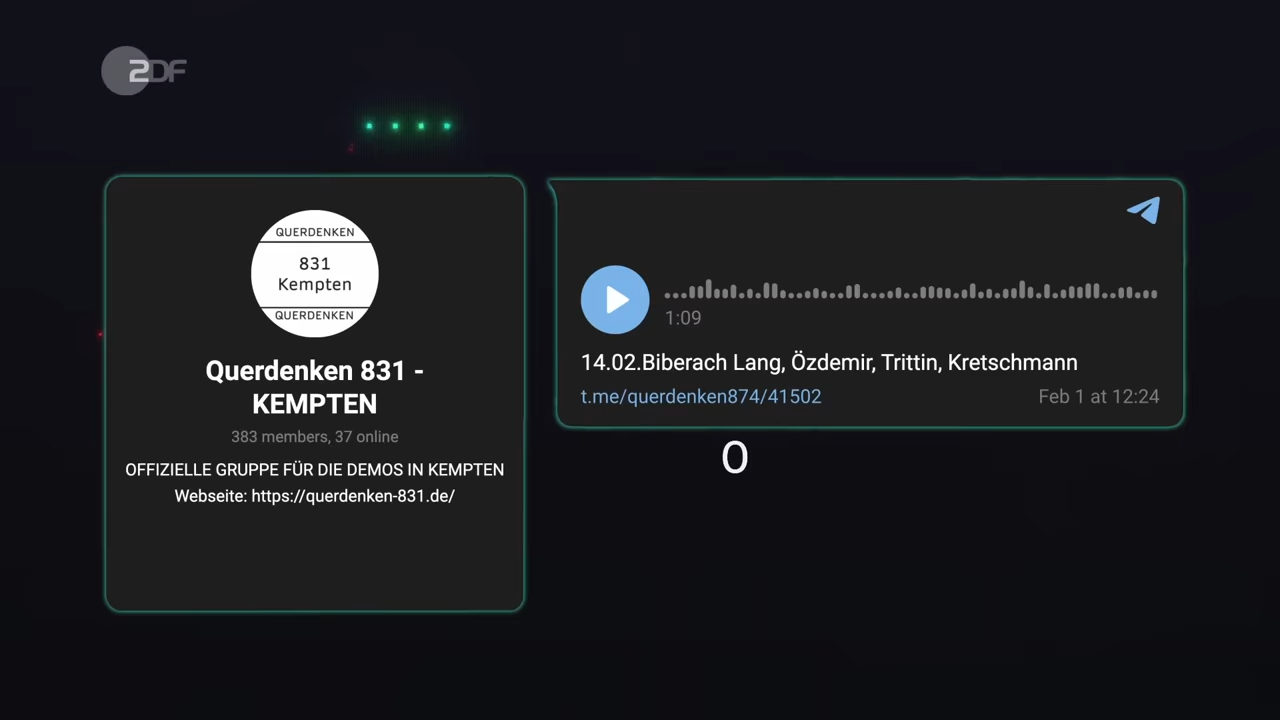 ZDF
QUERDENKEN
831
Kempten
QUERDENKEN
Querdenken 831 -
KEMPTEN
383 members, 37 online
OFFIZIELLE GRUPPE FÜR DIE DEMOS IN KEMPTEN
Webseite: https://querdenken-831.de/
1:09
14.02.Biberach Lang, Özdemir, Trittin, Kretschmann
t.me/querdenken874/41502
Feb 1 at 12:24
O